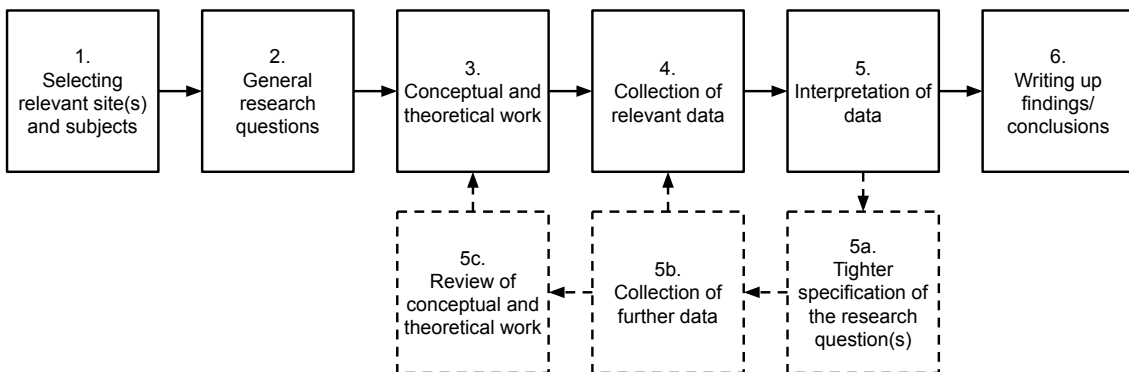 1.
Selecting
relevant site(s)
and subjects
2.
General
research
questions
3.
Conceptual and
theoretical work
4.
Collection of
relevant data
5.
Interpretation of
data
6.
Writing up
findings/
conclusions
5c.
Review of
conceptual and
theoretical work
5b.
Collection of
further data
5a.
Tighter
specification of
the research
question(s)